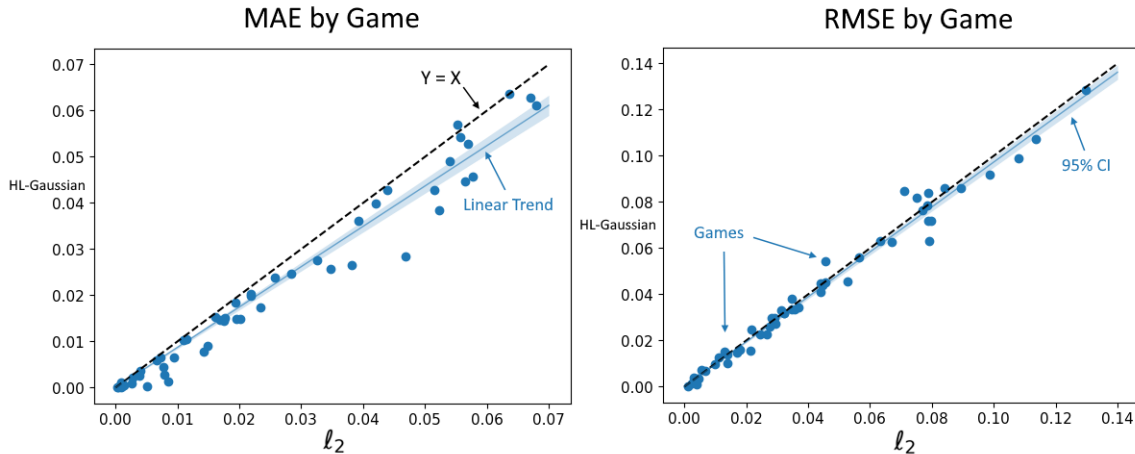 MAE by Game
0.07
0.06
0.05
HL-Gaussian
0.04
0.03
0.02
0.01
0.00
Y = X
Linear Trend
0.00 0.01 0.02 0.03 0.04 0.05 0.06 0.07
ℓ2
RMSE by Game
0.14
0.12
0.10
0.08
HL-Gaussian
0.06
0.04
0.02
0.00
95% CI
Games
0.00 0.02 0.04 0.06 0.08 0.10 0.12 0.14
ℓ2